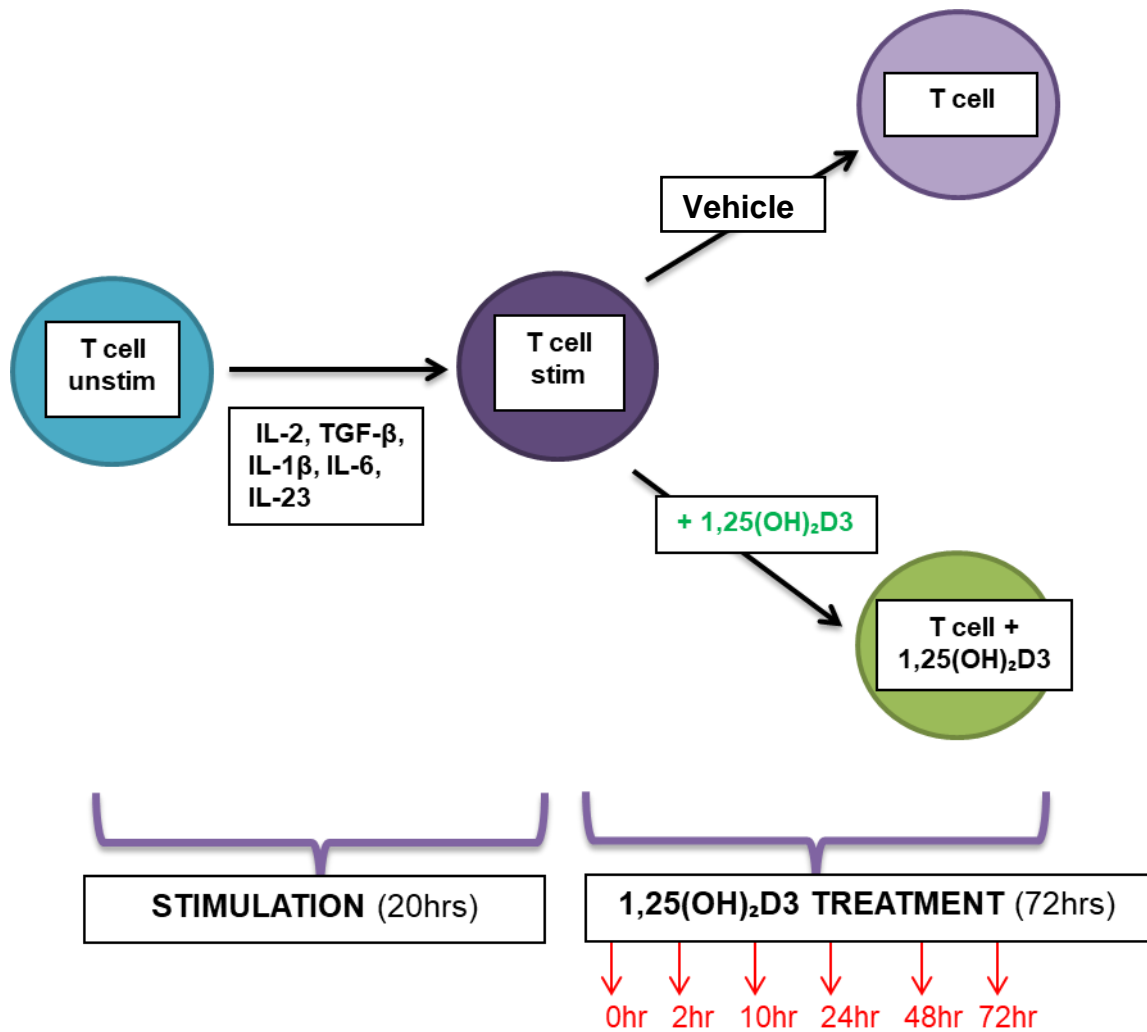 T cell
Vehicle
T cell
unstim
T cell
stim
IL-2, TGF-β,
IL-1β, IL-6,
IL-23
+ 1,25(OH)₂D3
T cell +
1,25(OH)₂D3
STIMULATION (20hrs)
1,25(OH)₂D3 TREATMENT (72hrs)
0hr 2hr 10hr 24hr 48hr 72hr